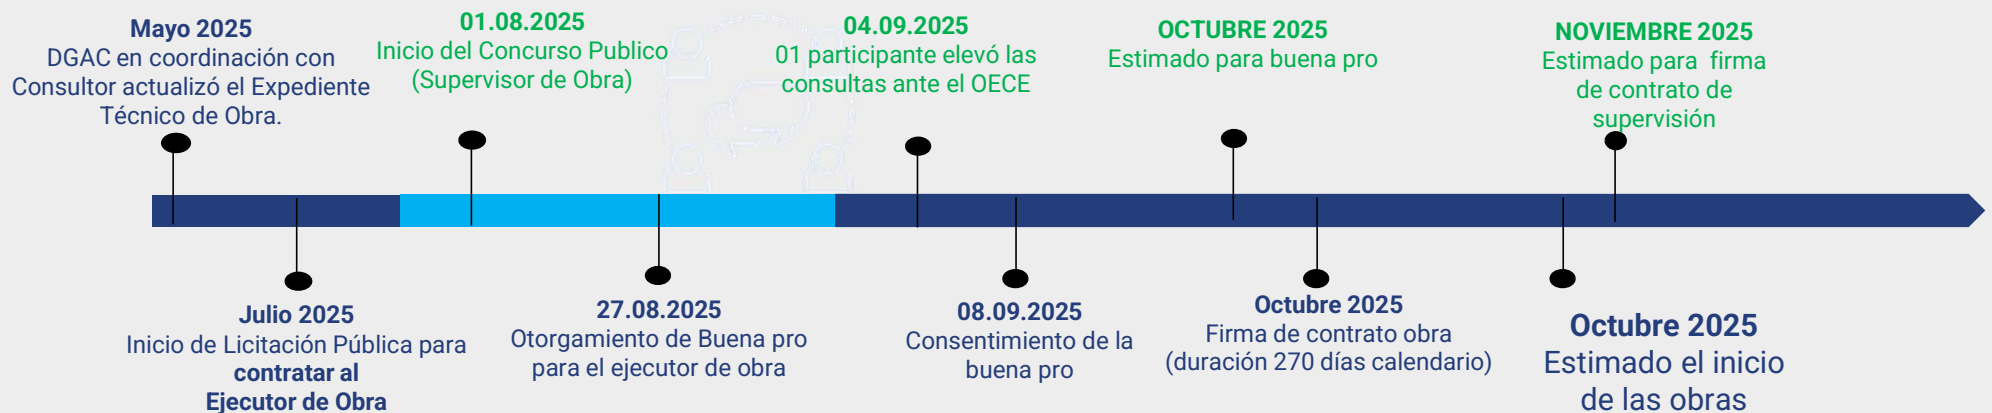 Mayo 2025
DGAC en coordinación con
Consultor actualizó el Expediente
Técnico de Obra.
01.08.2025
Inicio del Concurso Publico
(Supervisor de Obra)
04.09.2025
01 participante elevó las
consultas ante el OECE
OCTUBRE 2025
Estimado para buena pro
NOVIEMBRE 2025
Estimado para firma
de contrato de
supervisión
Julio 2025
Inicio de Licitación Pública para
contratar al
Ejecutor de Obra
27.08.2025
Otorgamiento de Buena pro
para el ejecutor de obra
08.09.2025
Consentimiento de la
buena pro
Octubre 2025
Firma de contrato obra
(duración 270 días calendario)
Octubre 2025
Estimado el inicio
de las obras